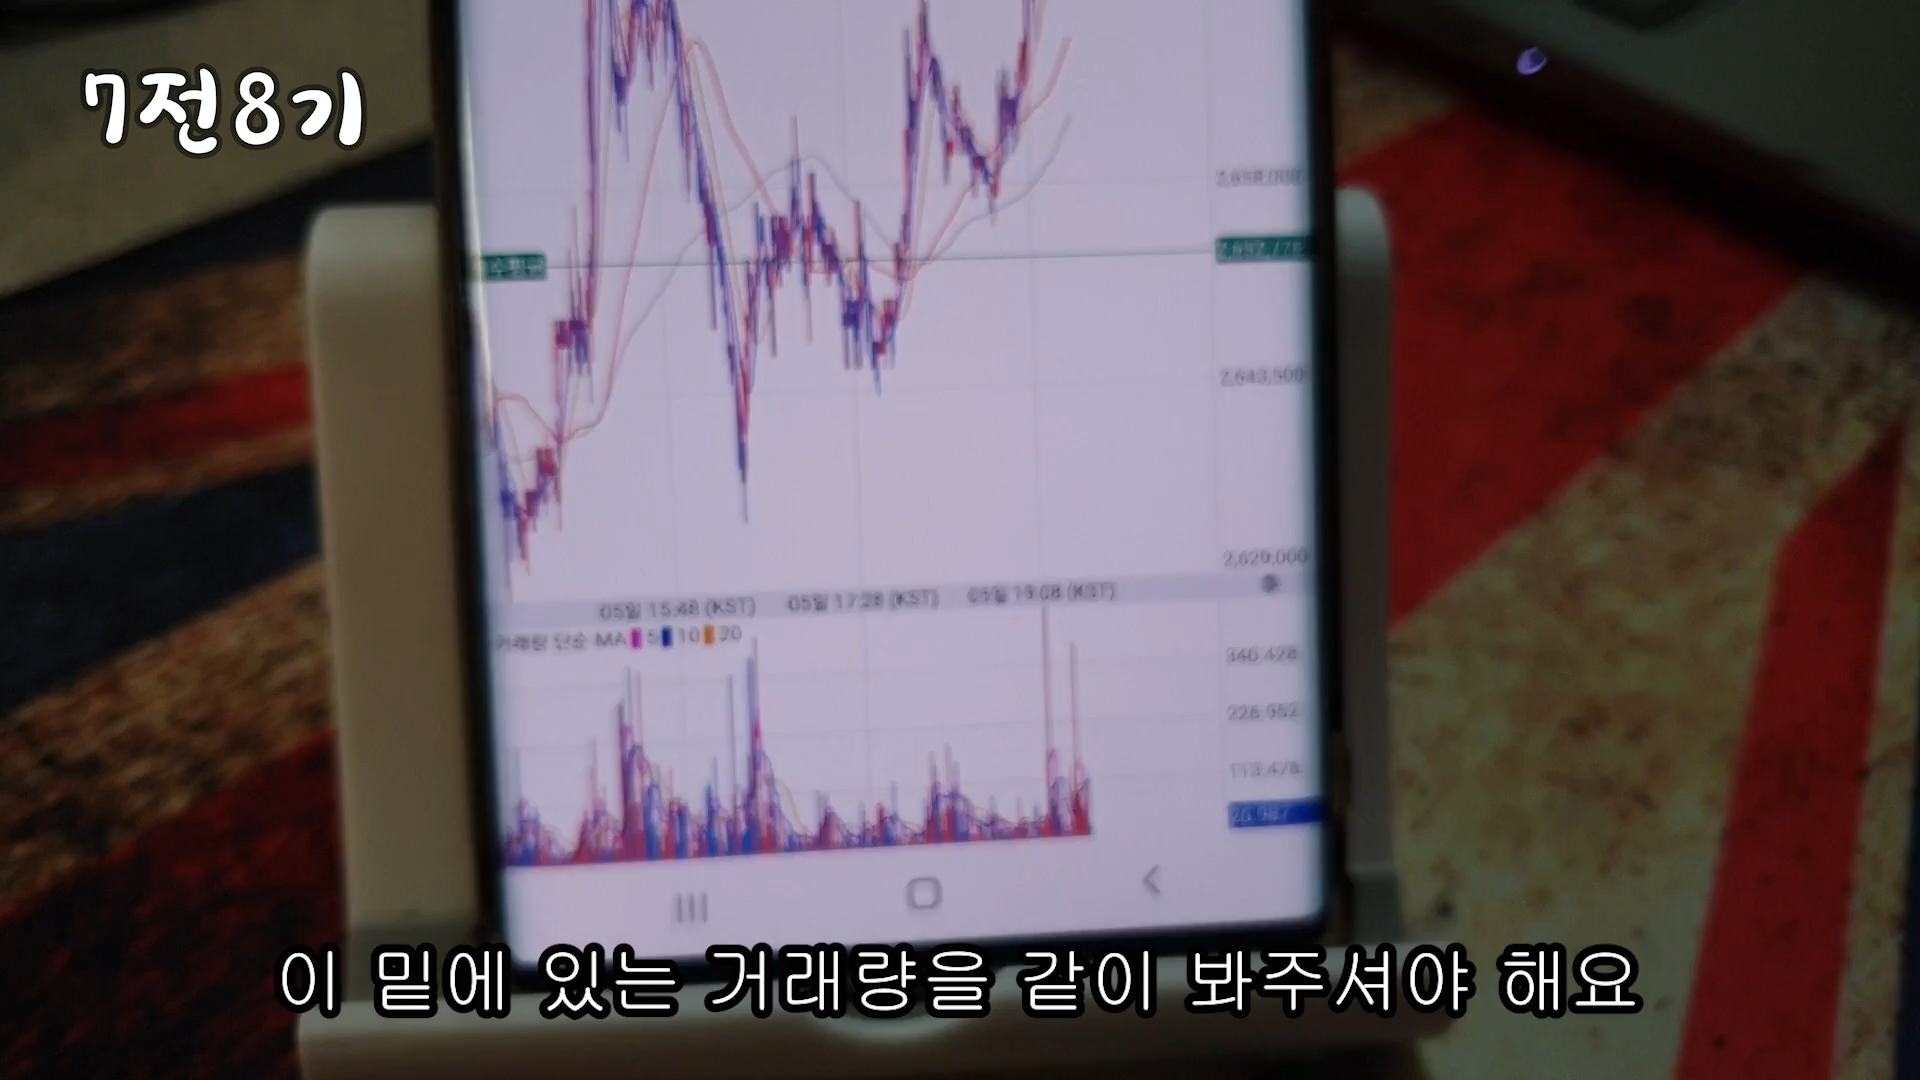 7전8기
2,658,000
2,643,500
2,629,000
05일 15:48 (KST) 05일 17:28 (KST) 05일 19:08 (KST)
거래량 단순 MA 5 10 20
340,428
226,952
113,476
이 밑에 있는 거래량을 같이 봐주셔야 해요